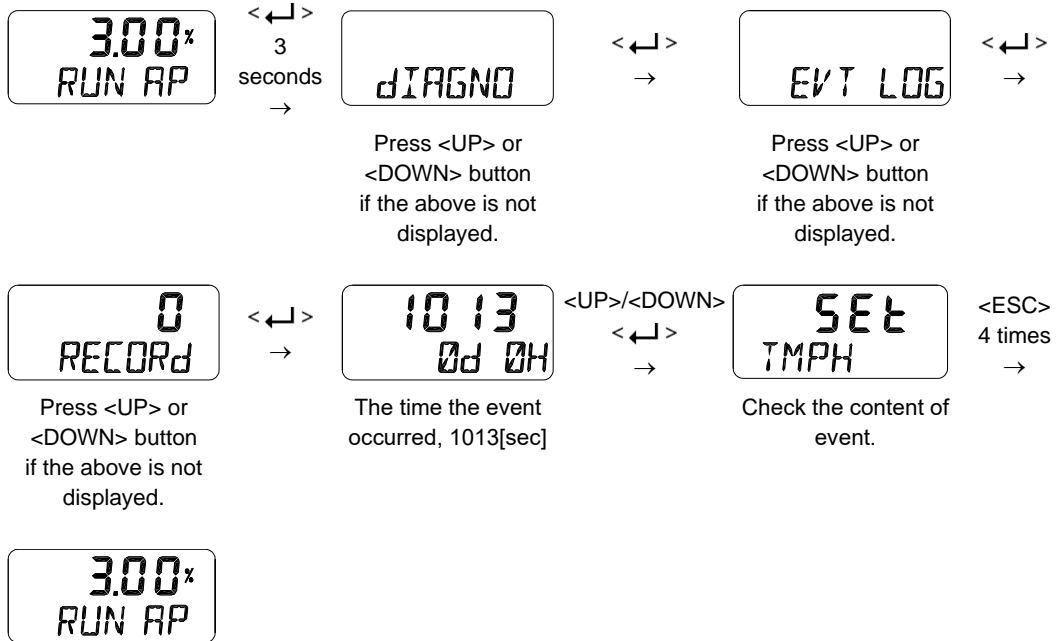 3.00%
RUN AP
< ↵ >
3
seconds
→
dIAGNO
Press <UP> or
<DOWN> button
if the above is not
displayed.
< ↵ >
→
EVT LOG
Press <UP> or
<DOWN> button
if the above is not
displayed.
< ↵ >
→
0
RECORd
Press <UP> or
<DOWN> button
if the above is not
displayed.
< ↵ >
→
1013
0d 0H
The time the event
occurred, 1013[sec]
<UP>/<DOWN>
< ↵ >
→
SEt
TMPH
Check the content of
event.
<ESC>
4 times
→
3.00%
RUN AP